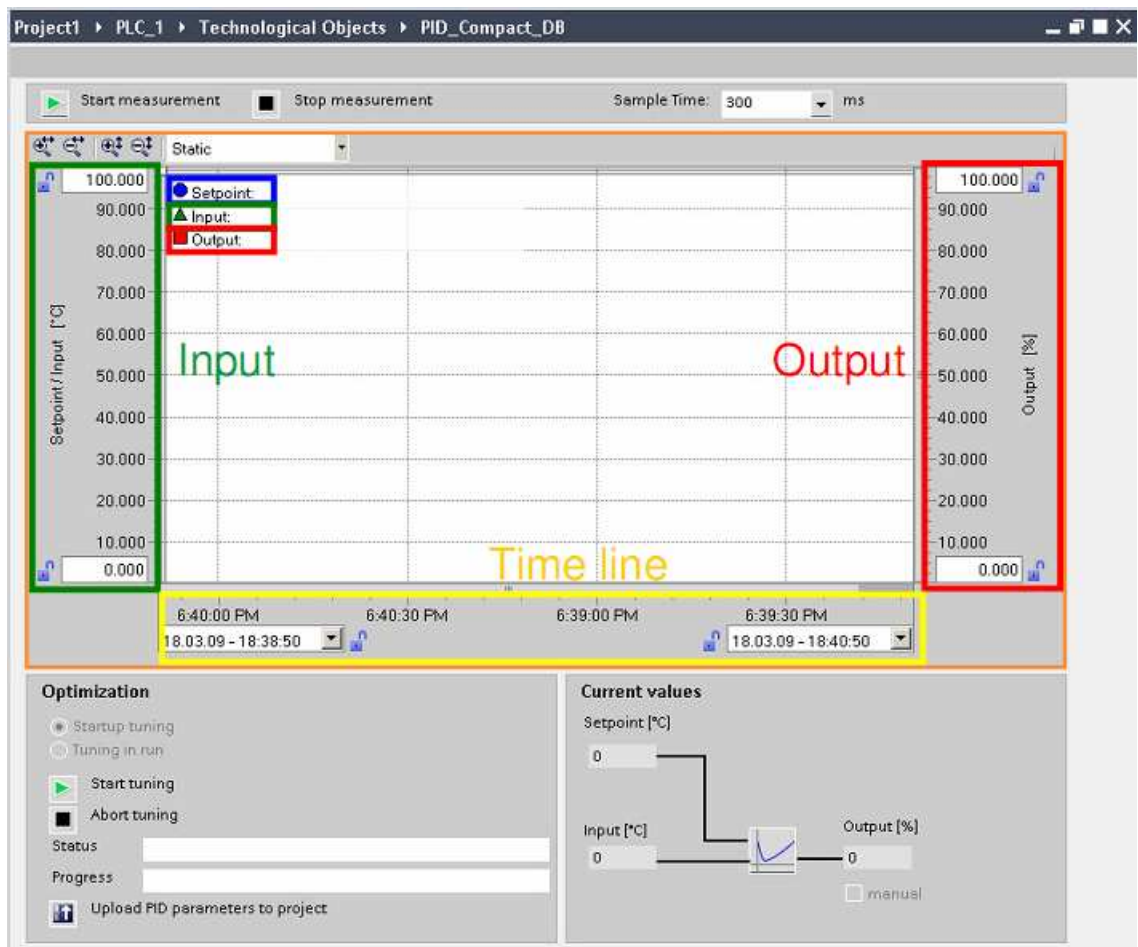 Project1 ▸ PLC_1 ▸ Technological Objects ▸ PID_Compact_DB
Start measurement Stop measurement Sample Time: 300 ms
Static
100.000
90.000
80.000
70.000
60.000
50.000
40.000
30.000
20.000
10.000
0.000
Setpoint / Input [°C]
Setpoint:
Input:
Output:
Input
Output
Time line
100.000
90.000
80.000
70.000
60.000
50.000
40.000
30.000
20.000
10.000
0.000
Output [%]
6:40:00 PM 6:40:30 PM 6:39:00 PM 6:39:30 PM
18.03.09 - 18:38:50 18.03.09 - 18:40:50
Optimization
Startup tuning
Tuning in run
Start tuning
Abort tuning
Status
Progress
Upload PID parameters to project
Current values
Setpoint [°C]
0
Input [°C]
0
Output [%]
0
manual